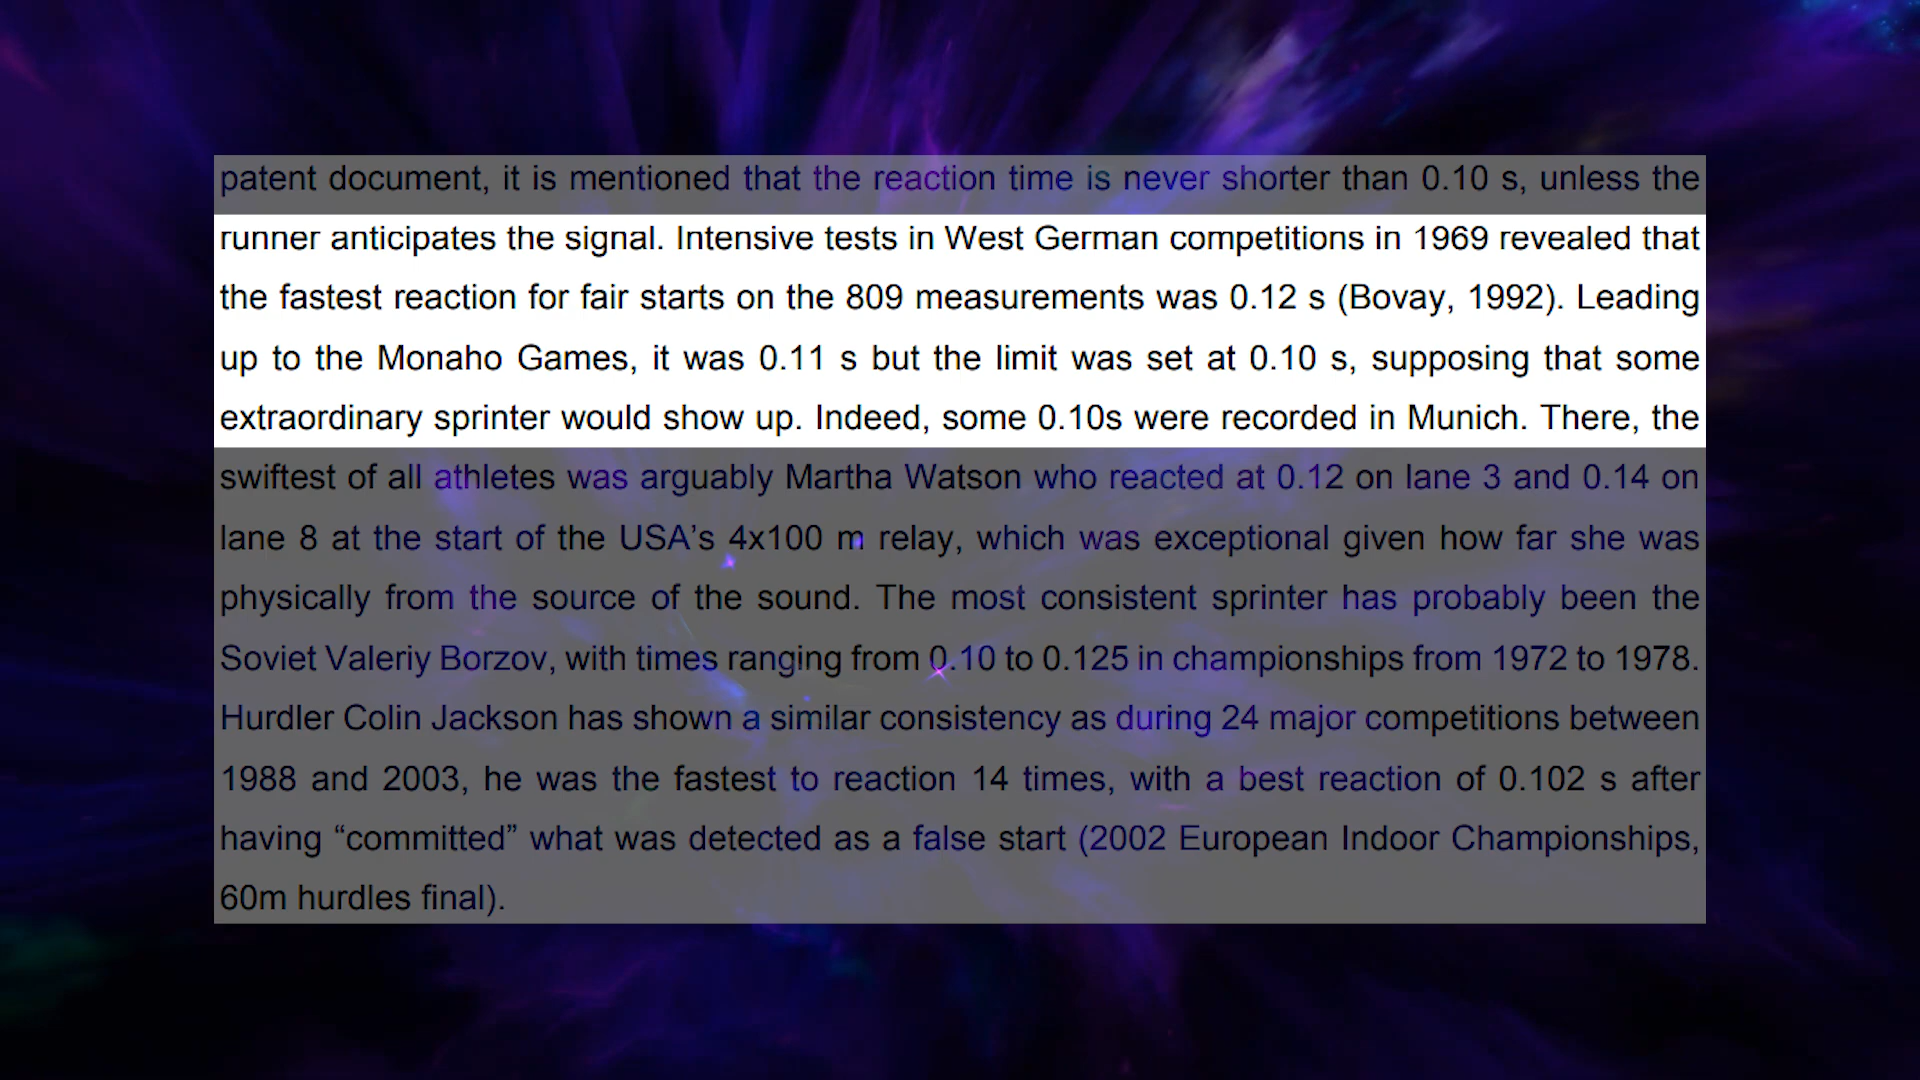 patent document, it is mentioned that the reaction time is never shorter than 0.10 s, unless the
runner anticipates the signal. Intensive tests in West German competitions in 1969 revealed that
the fastest reaction for fair starts on the 809 measurements was 0.12 s (Bovay, 1992). Leading
up to the Monaho Games, it was 0.11 s but the limit was set at 0.10 s, supposing that some
extraordinary sprinter would show up. Indeed, some 0.10s were recorded in Munich. There, the
swiftest of all athletes was arguably Martha Watson who reacted at 0.12 on lane 3 and 0.14 on
lane 8 at the start of the USA’s 4x100 m relay, which was exceptional given how far she was
physically from the source of the sound. The most consistent sprinter has probably been the
Soviet Valeriy Borzov, with times ranging from 0.10 to 0.125 in championships from 1972 to 1978.
Hurdler Colin Jackson has shown a similar consistency as during 24 major competitions between
1988 and 2003, he was the fastest to reaction 14 times, with a best reaction of 0.102 s after
having “committed” what was detected as a false start (2002 European Indoor Championships,
60m hurdles final).